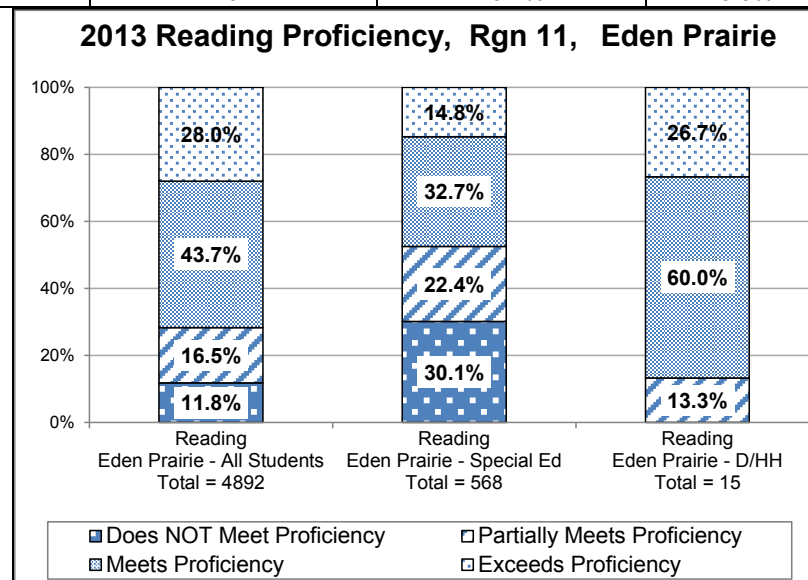 2013 Reading Proficiency, Rgn 11, Eden Prairie
100%
80%
60%
40%
20%
0%
28.0%
43.7%
16.5%
11.8%
14.8%
32.7%
22.4%
30.1%
26.7%
60.0%
13.3%
Reading
Eden Prairie - All Students
Total = 4892
Reading
Eden Prairie - Special Ed
Total = 568
Reading
Eden Prairie - D/HH
Total = 15
Does NOT Meet Proficiency
Partially Meets Proficiency
Meets Proficiency
Exceeds Proficiency